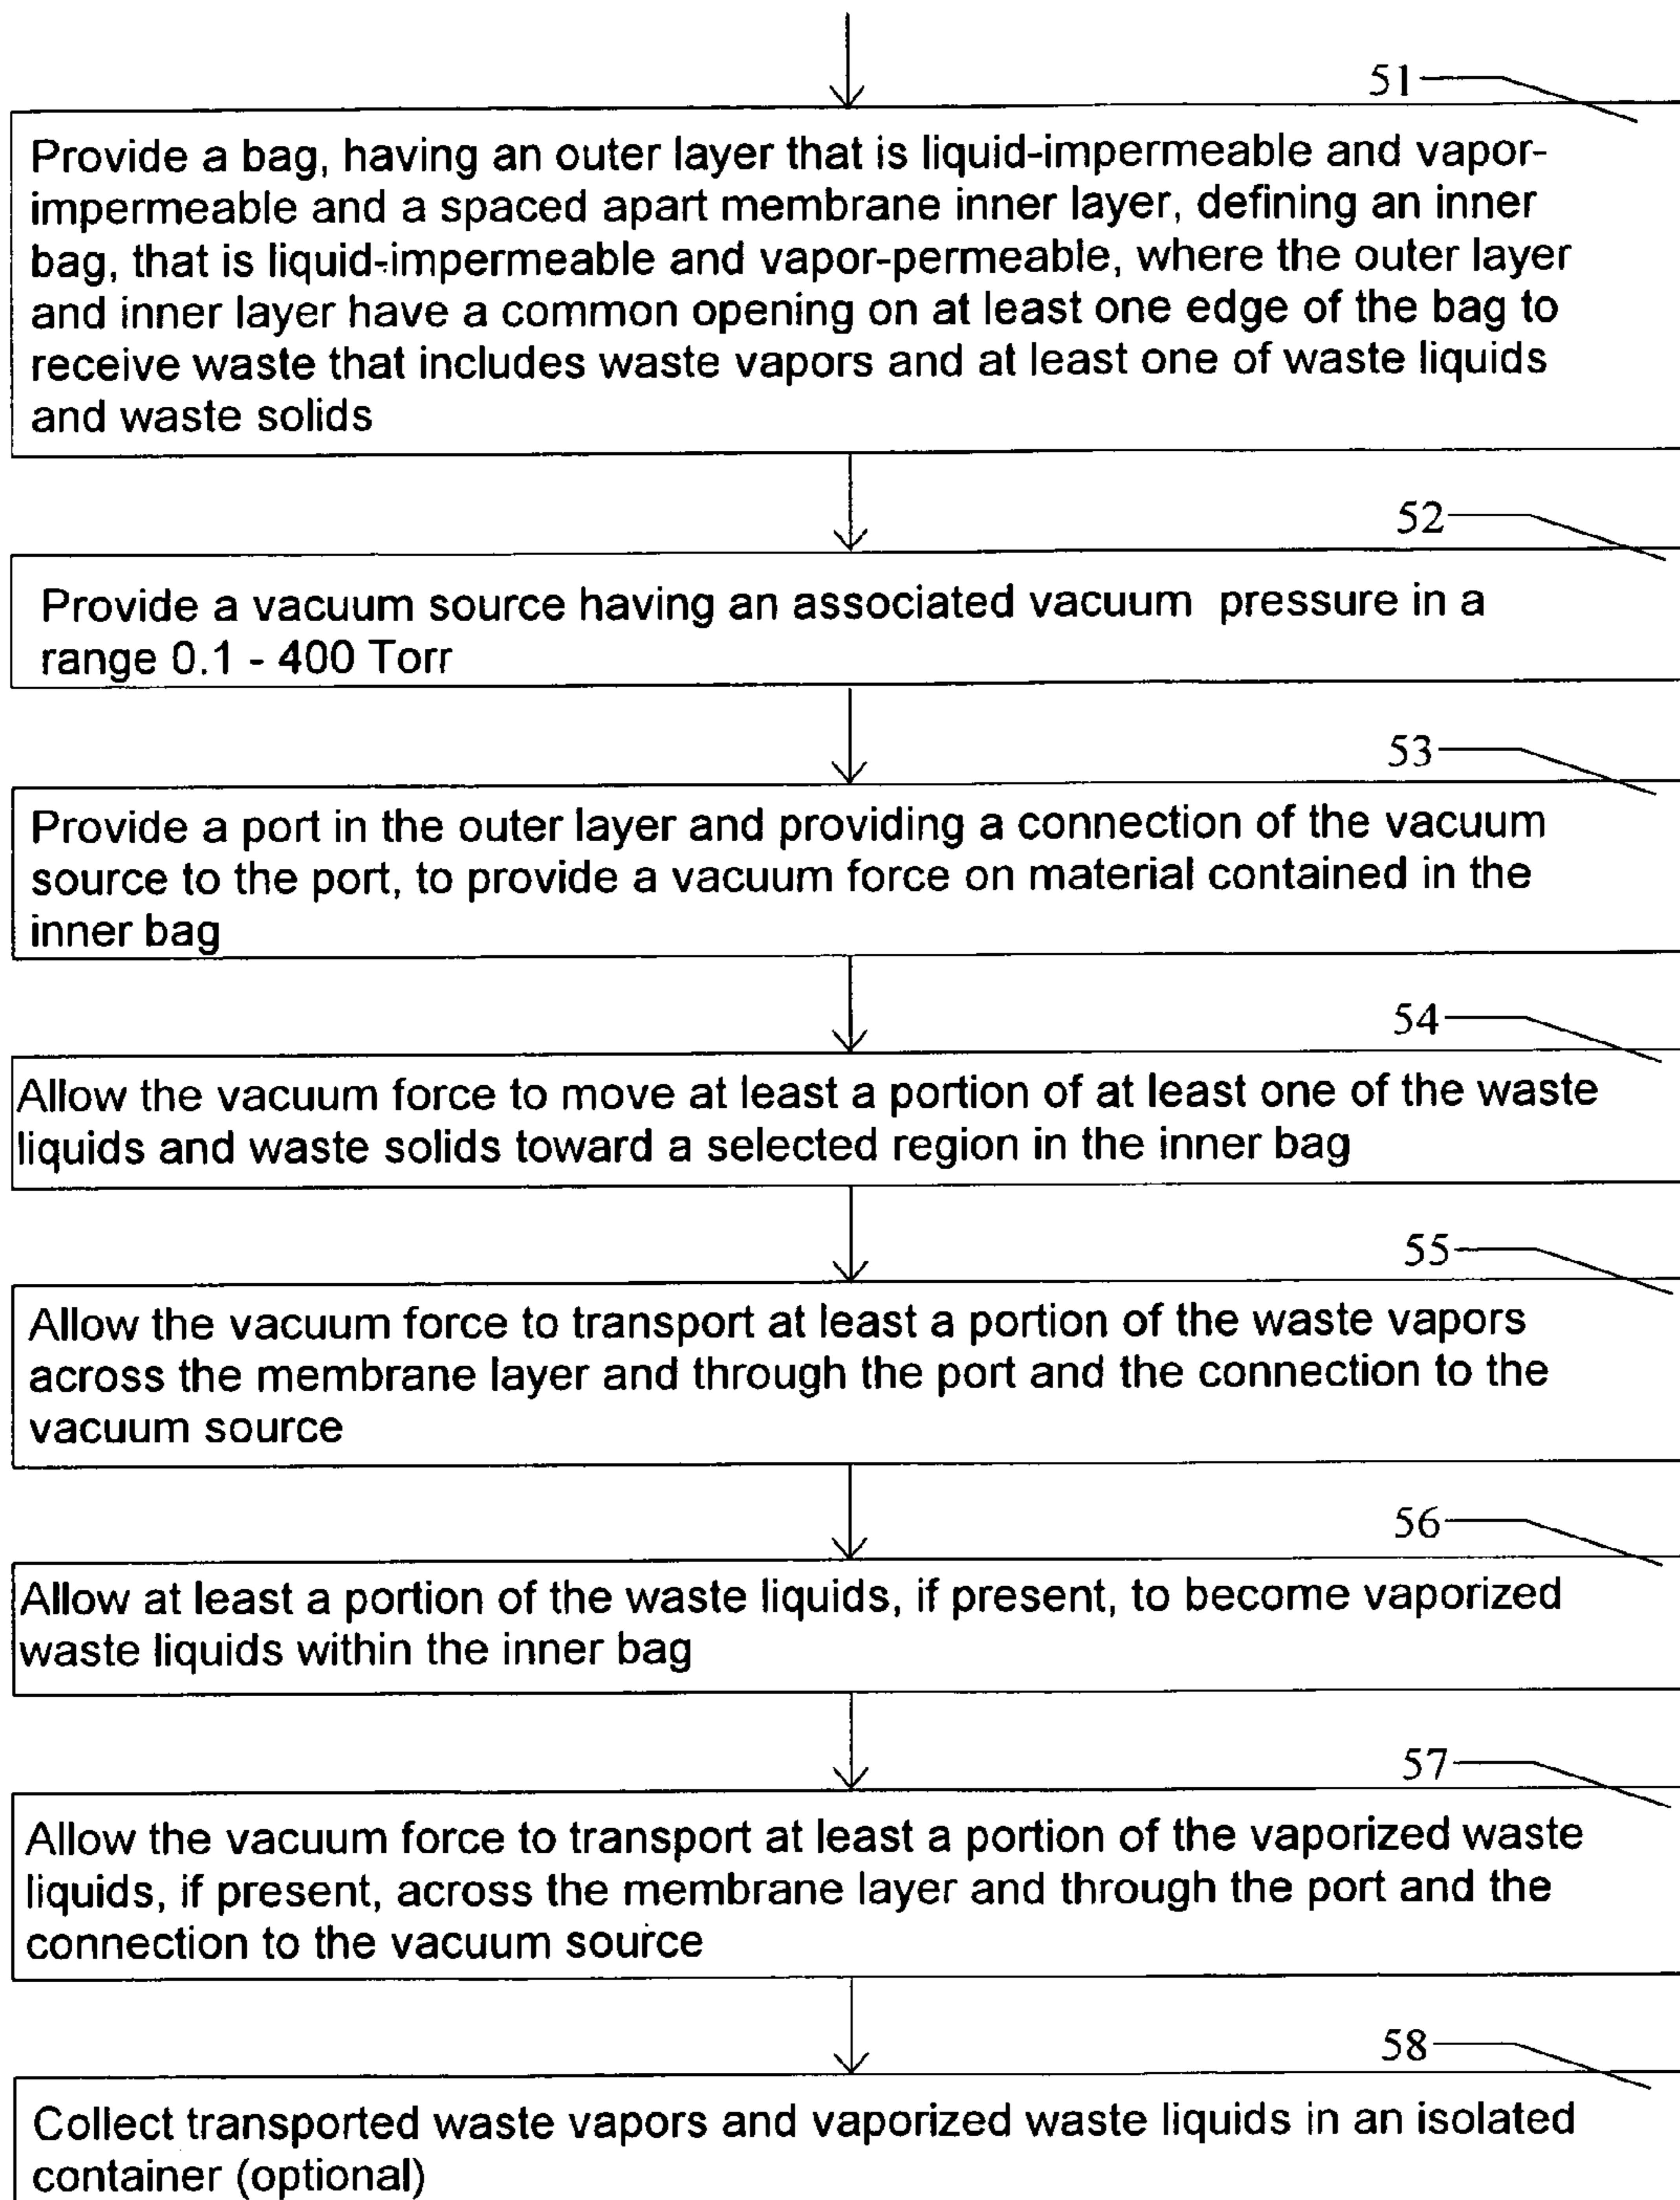 51
Provide a bag, having an outer layer that is liquid-impermeable and vapor-
impermeable and a spaced apart membrane inner layer, defining an inner
bag, that is liquid-impermeable and vapor-permeable, where the outer layer
and inner layer have a common opening on at least one edge of the bag to
receive waste that includes waste vapors and at least one of waste liquids
and waste solids
52
Provide a vacuum source having an associated vacuum pressure in a
range 0.1 - 400 Torr
53
Provide a port in the outer layer and providing a connection of the vacuum
source to the port, to provide a vacuum force on material contained in the
inner bag
54
Allow the vacuum force to move at least a portion of at least one of the waste
liquids and waste solids toward a selected region in the inner bag
55
Allow the vacuum force to transport at least a portion of the waste vapors
across the membrane layer and through the port and the connection to the
vacuum source
56
Allow at least a portion of the waste liquids, if present, to become vaporized
waste liquids within the inner bag
57
Allow the vacuum force to transport at least a portion of the vaporized waste
liquids, if present, across the membrane layer and through the port and the
connection to the vacuum source
58
Collect transported waste vapors and vaporized waste liquids in an isolated
container (optional)